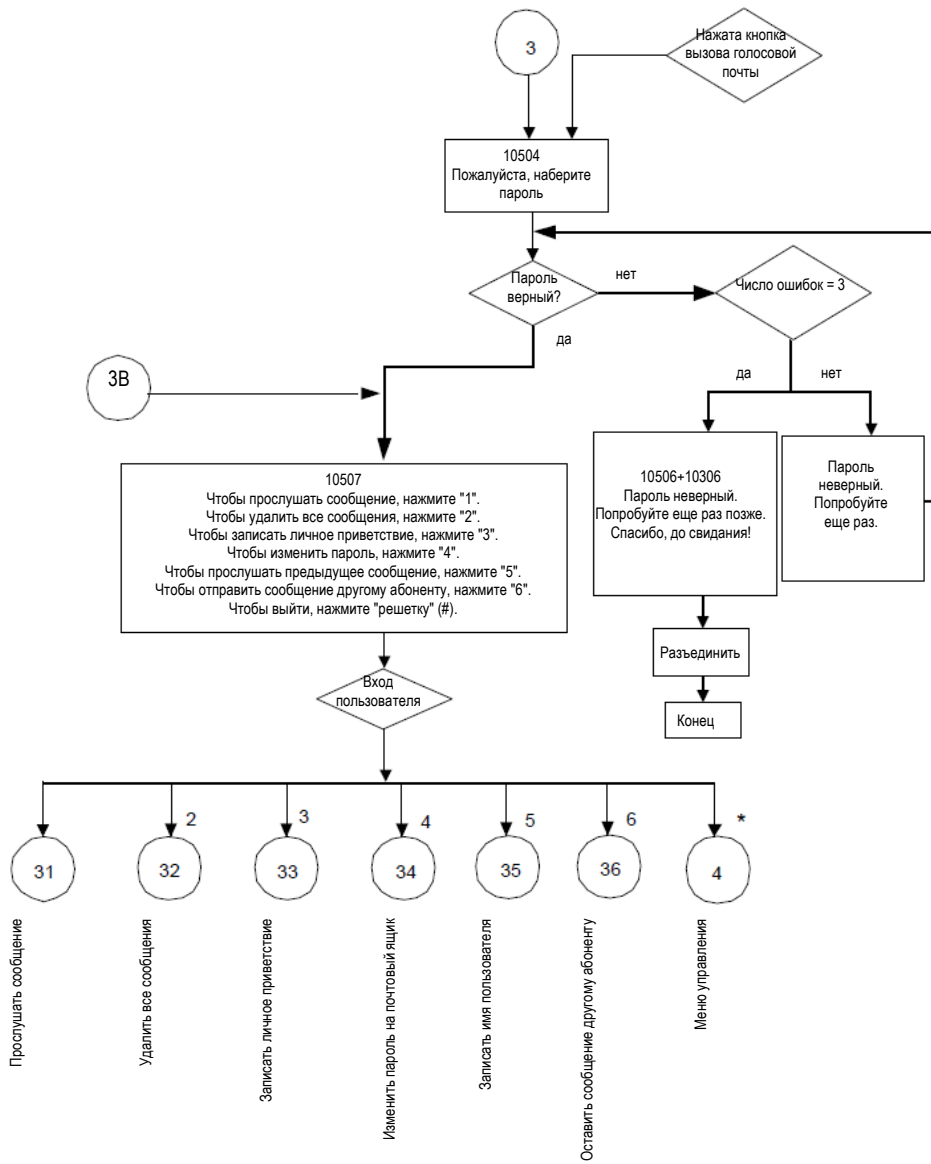 3
Нажата кнопка
вызова голосовой
почты
10504
Пожалуйста, наберите
пароль
Пароль
верный?
нет
Число ошибок = 3
да
3B
да
нет
10507
Чтобы прослушать сообщение, нажмите "1".
Чтобы удалить все сообщения, нажмите "2".
Чтобы записать личное приветствие, нажмите "3".
Чтобы изменить пароль, нажмите "4".
Чтобы прослушать предыдущее сообщение, нажмите "5".
Чтобы отправить сообщение другому абоненту, нажмите "6".
Чтобы выйти, нажмите "решетку" (#).
10506+10306
Пароль неверный.
Попробуйте еще раз позже.
Спасибо, до свидания!
Пароль
неверный.
Попробуйте
еще раз.
Разъединить
Конец
Вход
пользователя
2
3
4
5
6
*
31
32
33
34
35
36
4
Прослушать сообщение
Удалить все сообщения
Записать личное приветствие
Изменить пароль на почтовый ящик
Записать имя пользователя
Оставить сообщение другому абоненту
Меню управления